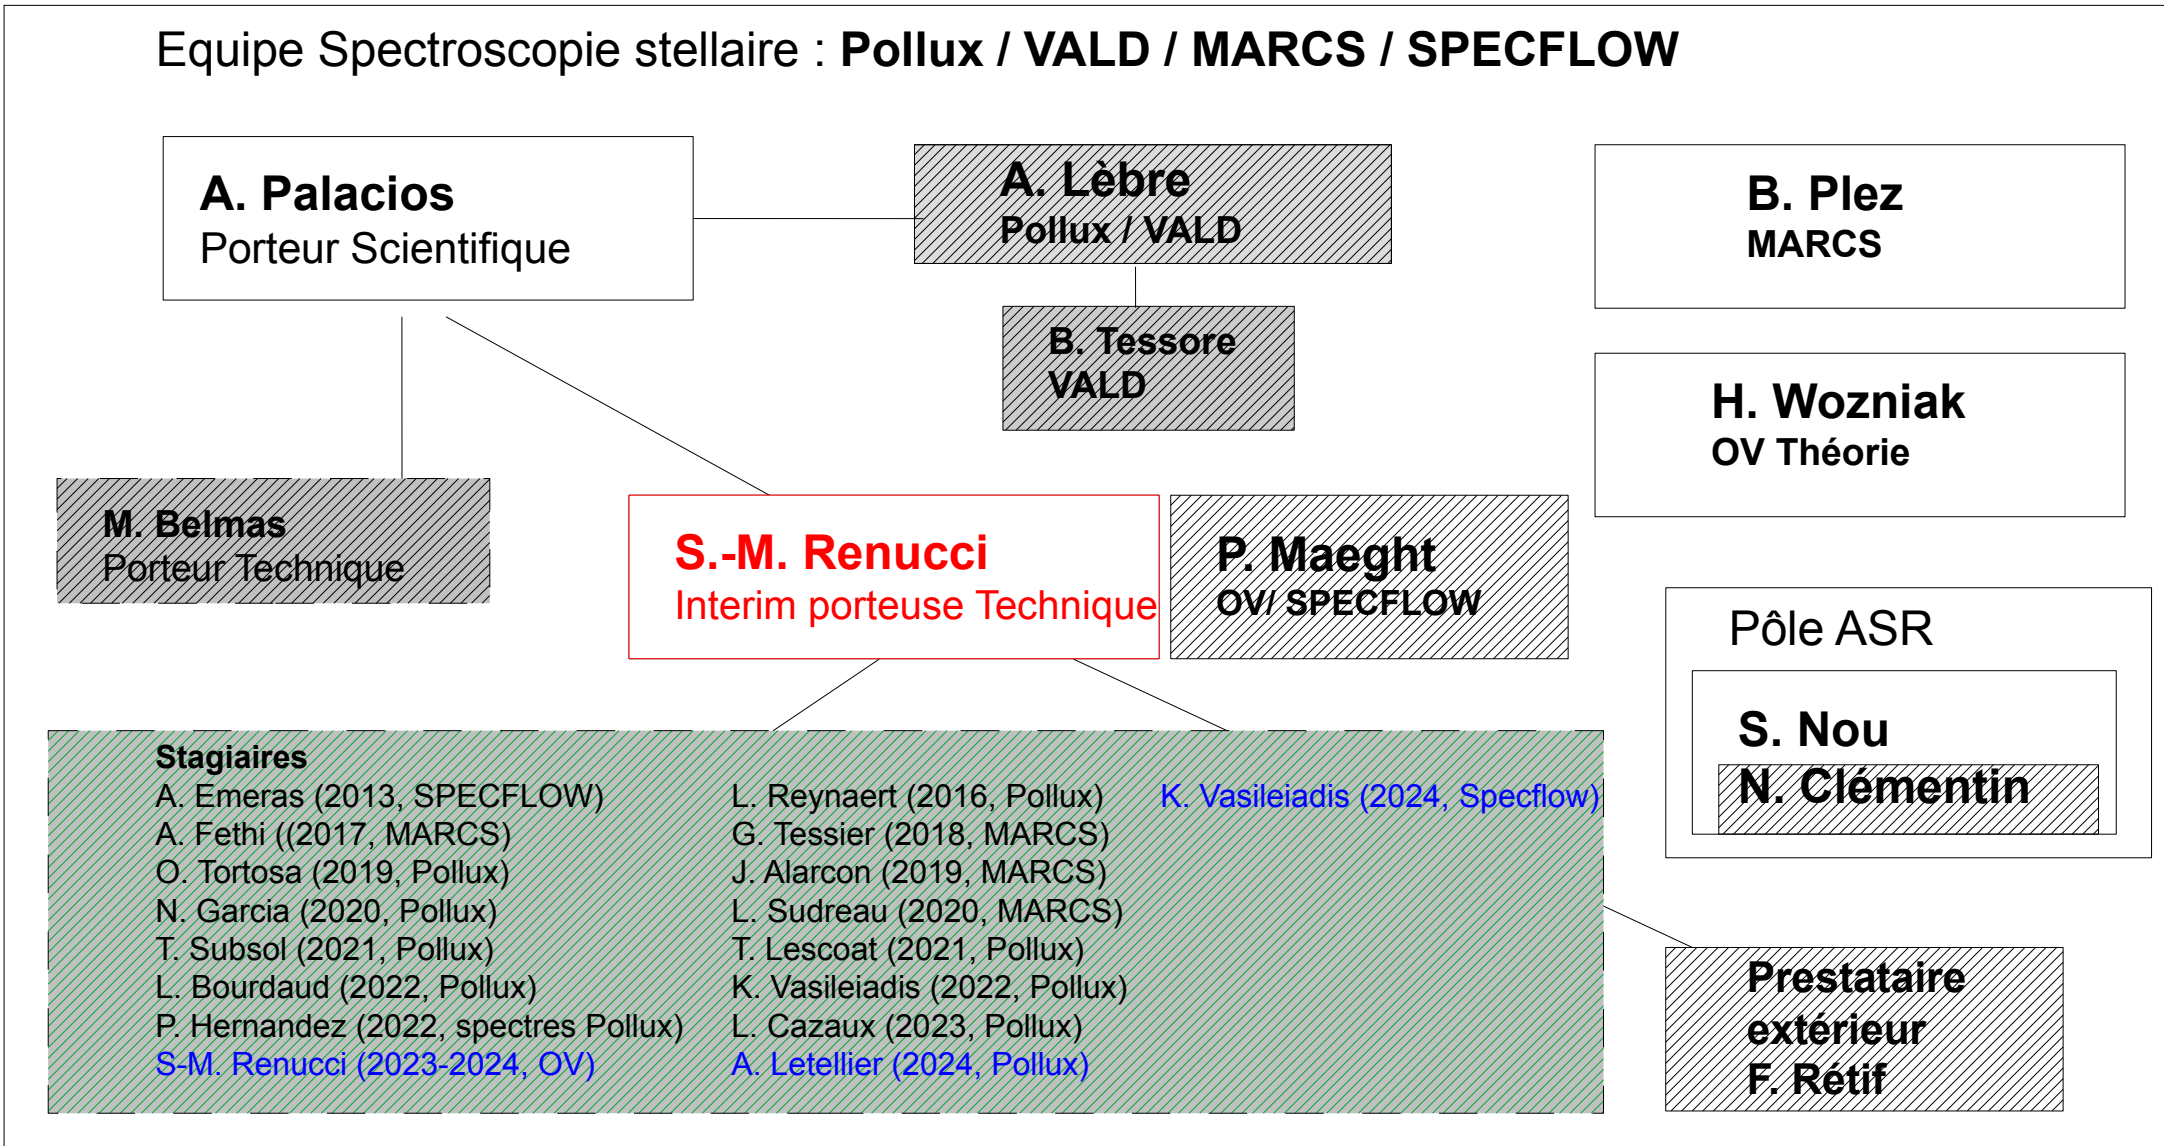 Equipe Spectroscopie stellaire : Pollux / VALD / MARCS / SPECFLOW
A. Palacios
Porteur Scientifique
A. Lèbre
Pollux / VALD
B. Plez
MARCS
B. Tessore
VALD
H. Wozniak
OV Théorie
M. Belmas
Porteur Technique
S.-M. Renucci
Interim porteuse Technique
P. Maeght
OV/ SPECFLOW
Pôle ASR
S. Nou
N. Clémentin
Stagiaires
A. Emeras (2013, SPECFLOW)
A. Fethi ((2017, MARCS)
O. Tortosa (2019, Pollux)
N. Garcia (2020, Pollux)
T. Subsol (2021, Pollux)
L. Bourdaud (2022, Pollux)
P. Hernandez (2022, spectres Pollux)
S-M. Renucci (2023-2024, OV)
L. Reynaert (2016, Pollux)
G. Tessier (2018, MARCS)
J. Alarcon (2019, MARCS)
L. Sudreau (2020, MARCS)
T. Lescoat (2021, Pollux)
K. Vasileiadis (2022, Pollux)
L. Cazaux (2023, Pollux)
A. Letellier (2024, Pollux)
K. Vasileiadis (2024, Specflow)
Prestataire
extérieur
F. Rétif